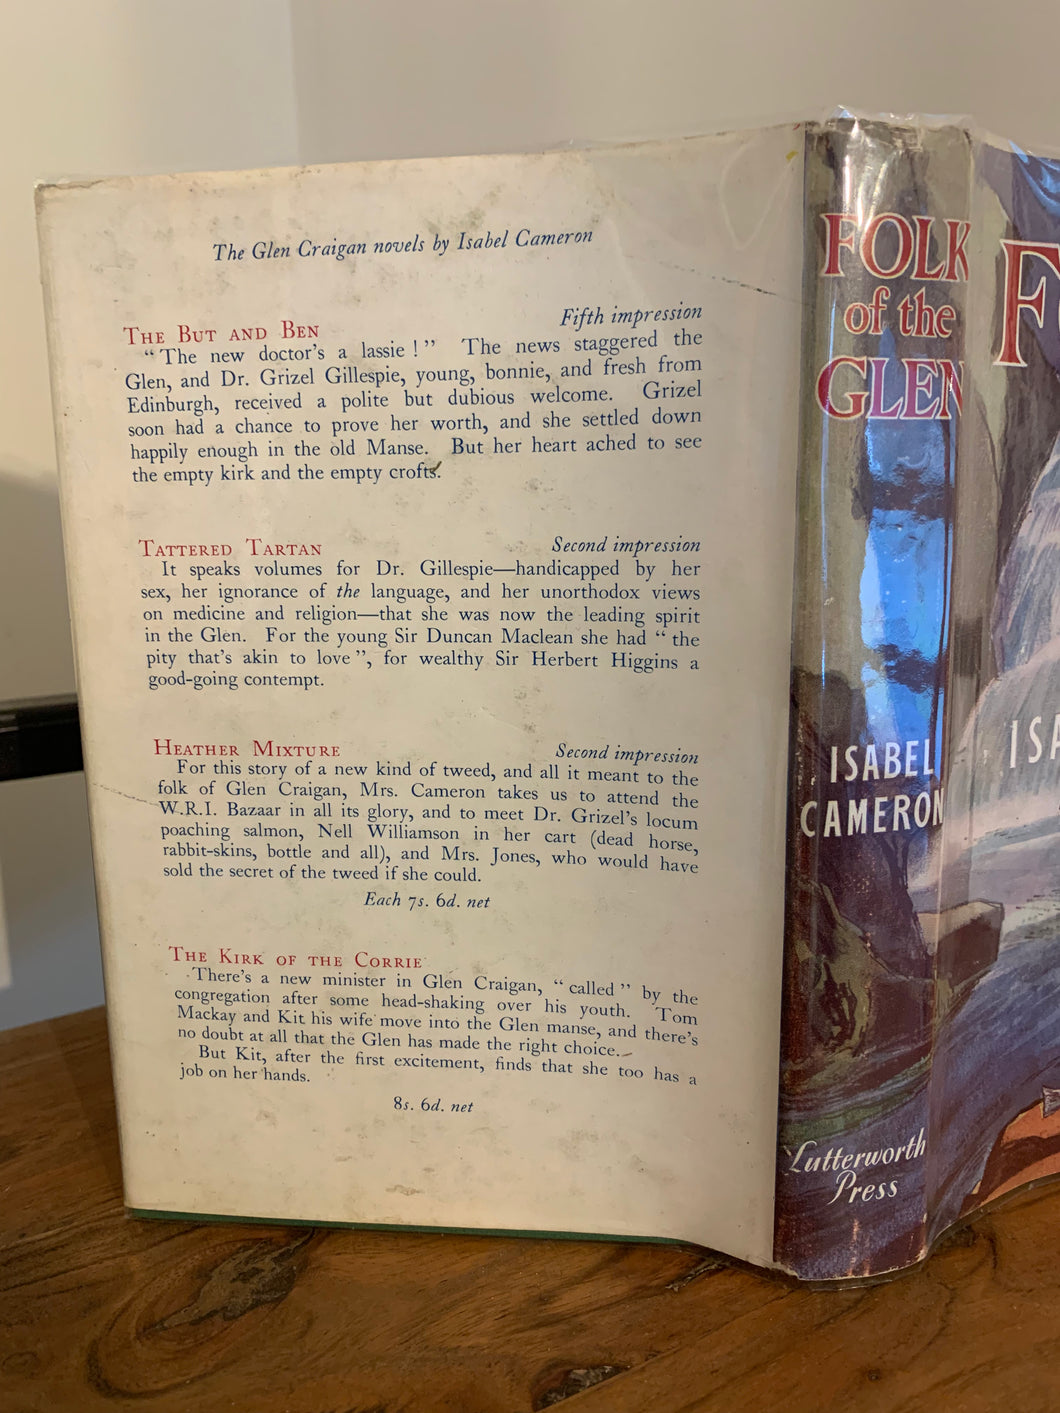 The Glen Craigan novels by Isabel Cameron
THE BUT AND BEN Fifth impression
“The new doctor's a lassie!” The news staggered the
Glen, and Dr. Grizel Gillespie, young, bonnie, and fresh from
Edinburgh, received a polite but dubious welcome. Grizel
soon had a chance to prove her worth, and she settled down
happily enough in the old Manse. But her heart ached to see
the empty kirk and the empty crofts.
TATTERED TARTAN Second impression
It speaks volumes for Dr. Gillespie—handicapped by her
sex, her ignorance of the language, and her unorthodox views
on medicine and religion—that she was now the leading spirit
in the Glen. For the young Sir Duncan Maclean she had “the
pity that's akin to love”, for wealthy Sir Herbert Higgins a
good-going contempt.
HEATHER MIXTURE Second impression
For this story of a new kind of tweed, and all it meant to the
folk of Glen Craigan, Mrs. Cameron takes us to attend the
W.R.I. Bazaar in all its glory, and to meet Dr. Grizel's locum
poaching salmon, Nell Williamson in her cart (dead horse,
rabbit-skins, bottle and all), and Mrs. Jones, who would have
sold the secret of the tweed if she could.
Each 7s. 6d. net
THE KIRK OF THE CORRIE
There's a new minister in Glen Craigan, “called” by the
congregation after some head-shaking over his youth. Tom
Mackay and Kit his wife move into the Glen manse, and there's
no doubt at all that the Glen has made the right choice.
But Kit, after the first excitement, finds that she too has a
job on her hands.
8s. 6d. net
FOLK
of the
GLEN
ISABEL
CAMERON
Lutterworth
Press
F
ISA